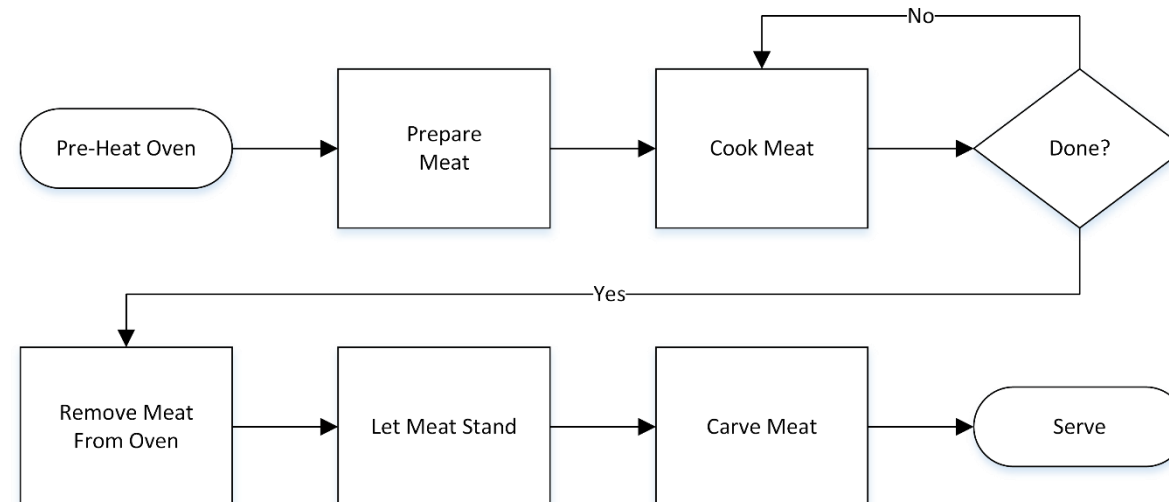 No
Pre-Heat Oven
Prepare
Meat
Cook Meat
Done?
Yes
Remove Meat
From Oven
Let Meat Stand
Carve Meat
Serve